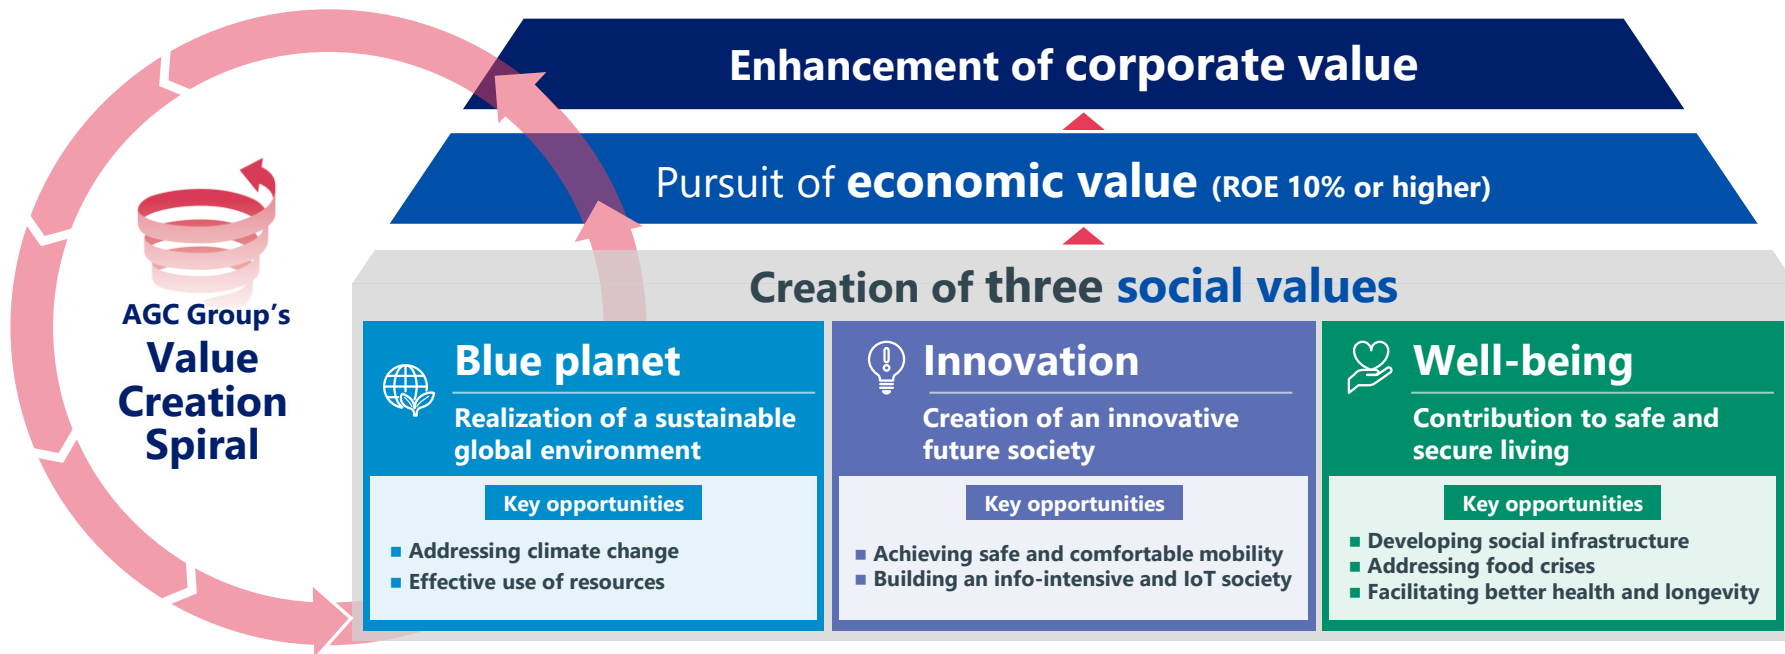 Enhancement of corporate value
Pursuit of economic value (ROE 10% or higher)
Creation of three social values
AGC Group’s
Value
Creation
Spiral
Blue planet
Realization of a sustainable
global environment
Key opportunities
■ Addressing climate change
■ Effective use of resources
Innovation
Creation of an innovative
future society
Key opportunities
■ Achieving safe and comfortable mobility
■ Building an info-intensive and IoT society
Well-being
Contribution to safe and
secure living
Key opportunities
■ Developing social infrastructure
■ Addressing food crises
■ Facilitating better health and longevity